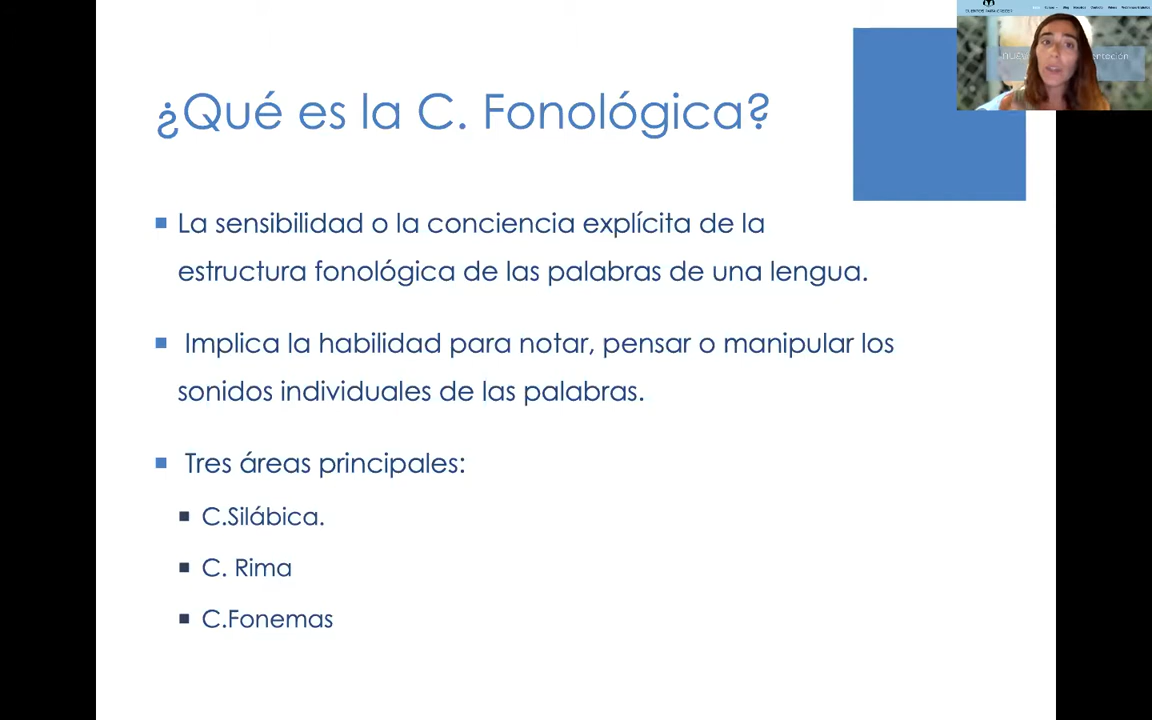 ¿Qué es la C. Fonológica?
La sensibilidad o la conciencia explícita de la
estructura fonológica de las palabras de una lengua.
Implica la habilidad para notar, pensar o manipular los
sonidos individuales de las palabras.
Tres áreas principales:
C.Silábica.
C. Rima
C.Fonemas